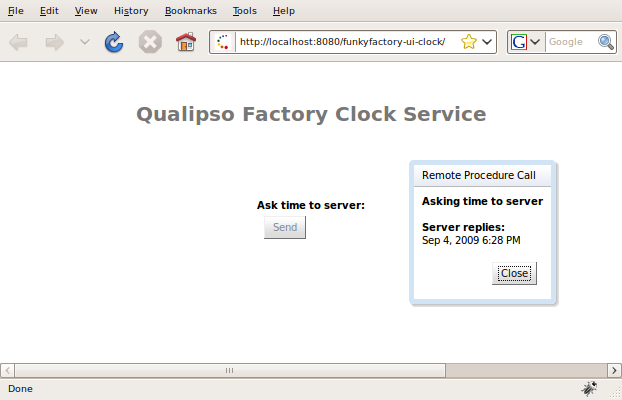 File Edit View History Bookmarks Tools Help
http://localhost:8080/funkyfactory-ui-clock/
G Google
Qualipso Factory Clock Service
Remote Procedure Call
Ask time to server:
Send
Asking time to server
Server replies:
Sep 4, 2009 6:28 PM
Close
Done